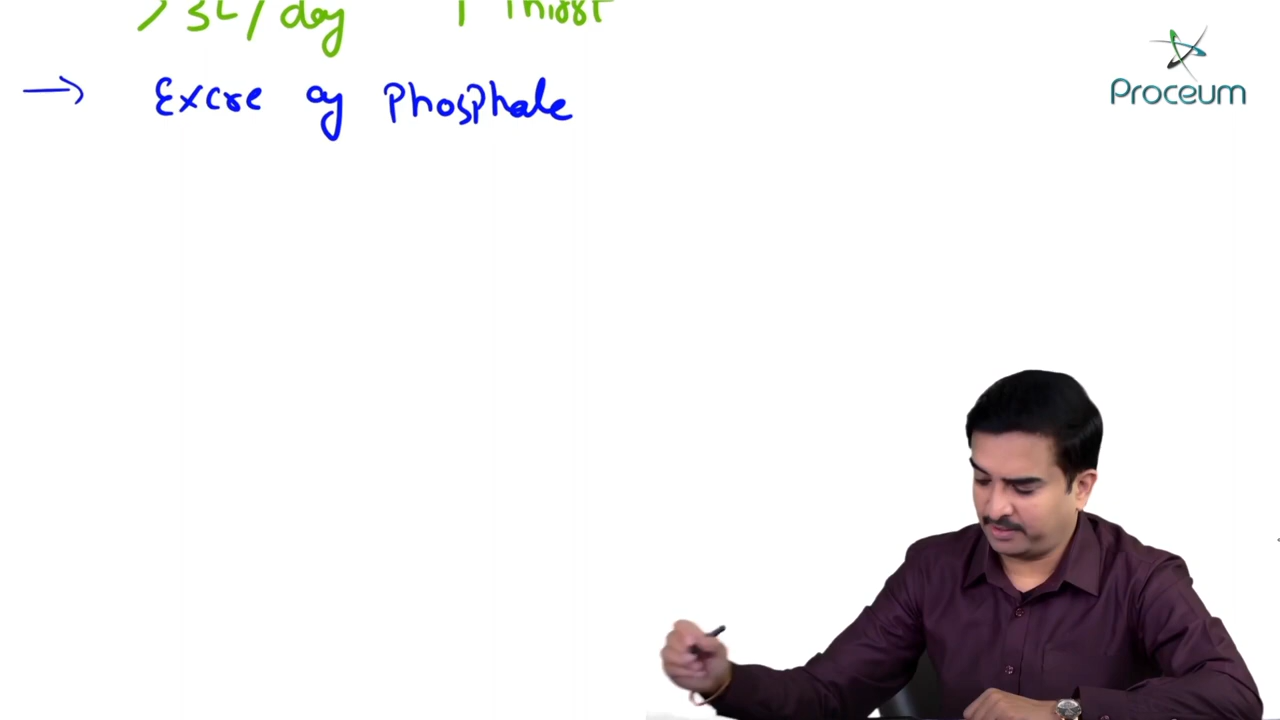 > 3L / day ↑ Thirst
Proceum
→ Excre of Phosphate